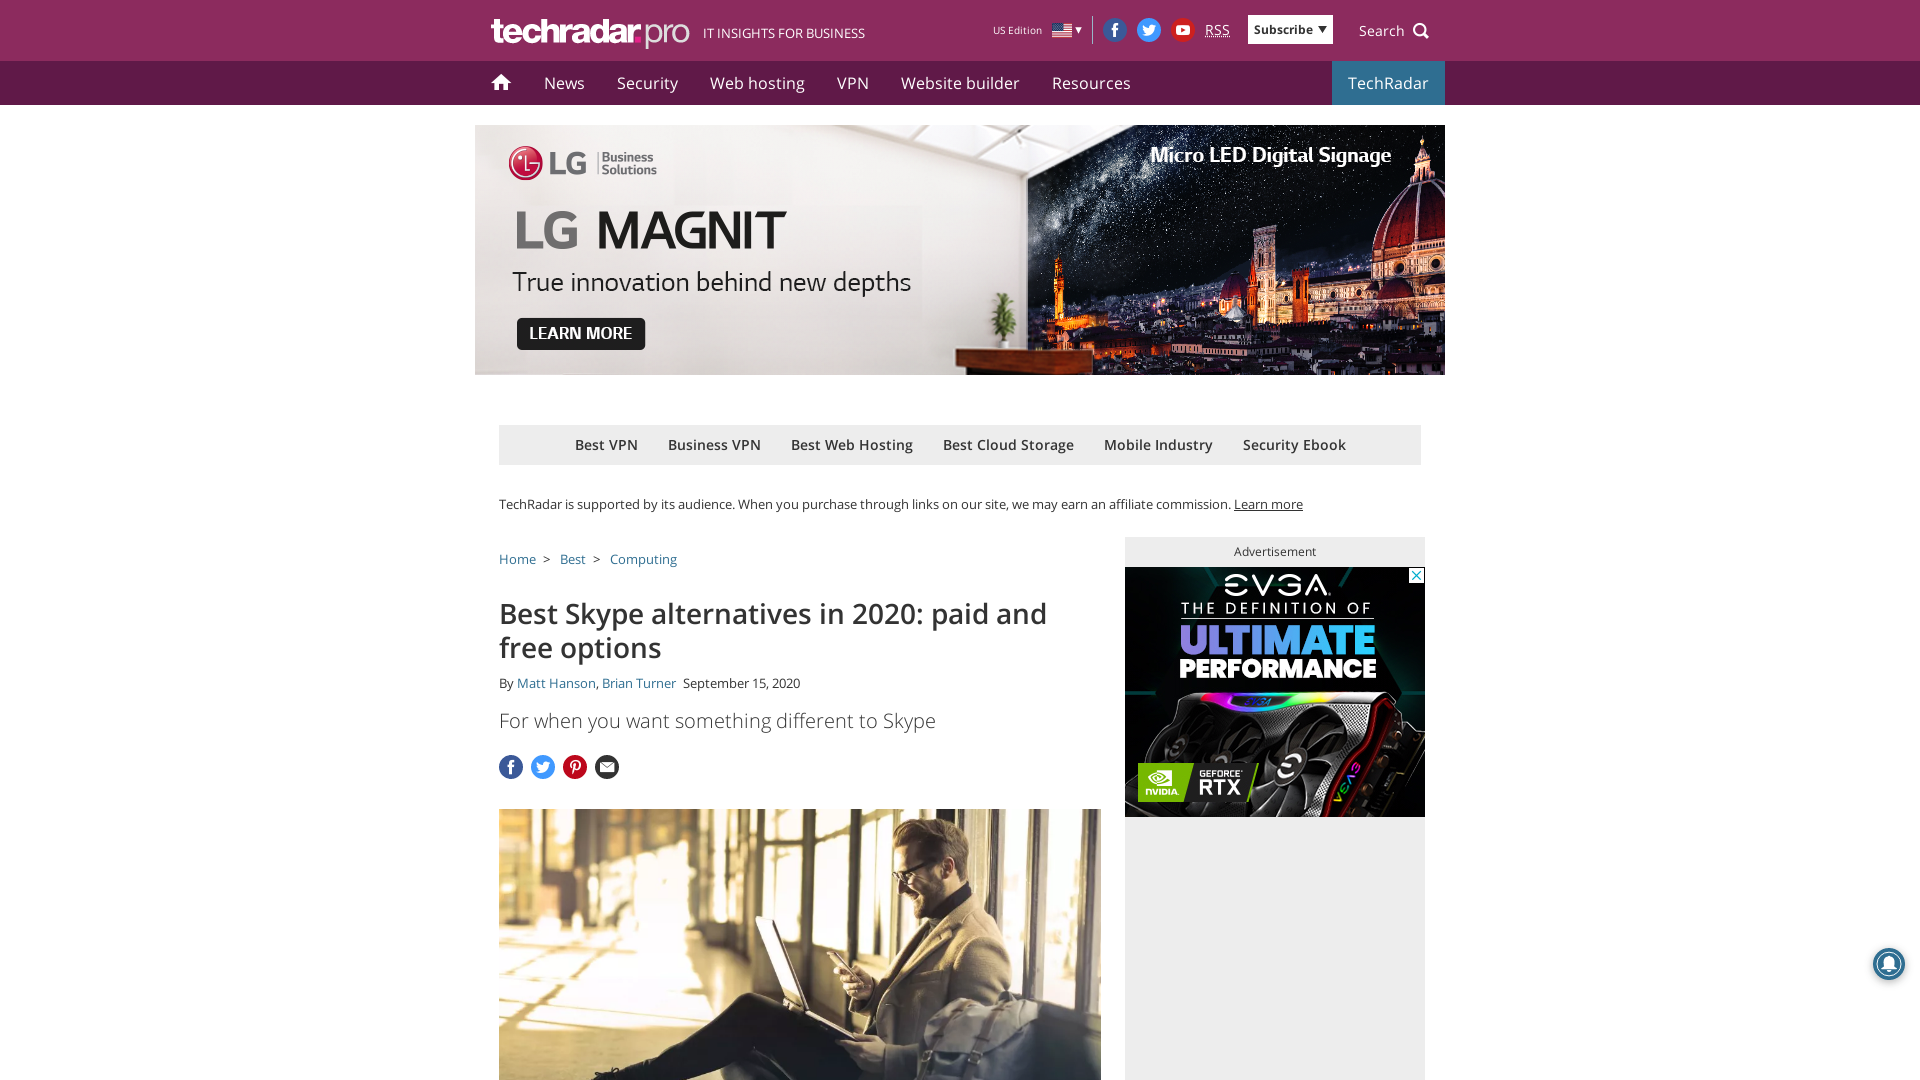 techradar.pro IT INSIGHTS FOR BUSINESS
US Edition
RSS
Subscribe
Search
News
Security
Web hosting
VPN
Website builder
Resources
TechRadar
LG Business Solutions
Micro LED Digital Signage
LG MAGNIT
True innovation behind new depths
LEARN MORE
Best VPN
Business VPN
Best Web Hosting
Best Cloud Storage
Mobile Industry
Security Ebook
TechRadar is supported by its audience. When you purchase through links on our site, we may earn an affiliate commission. Learn more
Home > Best > Computing
Best Skype alternatives in 2020: paid and
free options
By Matt Hanson, Brian Turner September 15, 2020
For when you want something different to Skype
Advertisement
EVGA
THE DEFINITION OF
ULTIMATE
PERFORMANCE
EVGA
EVGA
NVIDIA.
GEFORCE
RTX